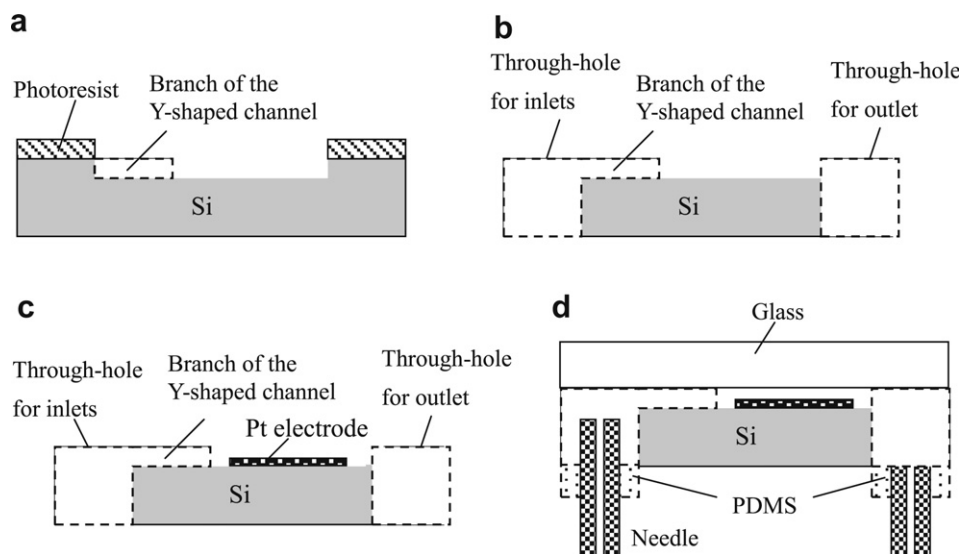 a
Photoresist
Branch of the
Y-shaped channel
Si
b
Through-hole
for inlets
Branch of the
Y-shaped channel
Through-hole
for outlet
Si
c
Through-hole
for inlets
Branch of the
Y-shaped channel
Pt electrode
Through-hole
for outlet
Si
d
Glass
Si
PDMS
Needle